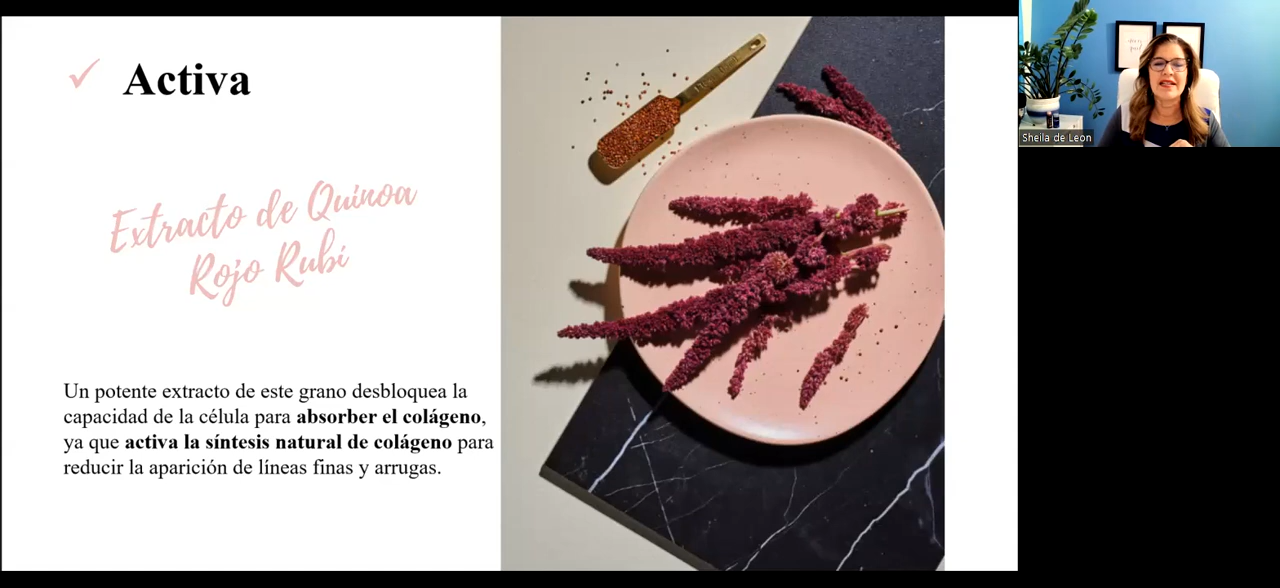 Activa
Extracto de Quinoa
Rojo Rubí
Un potente extracto de este grano desbloquea la
capacidad de la célula para absorber el colágeno,
ya que activa la síntesis natural de colágeno para
reducir la aparición de líneas finas y arrugas.
Sheila de Leon